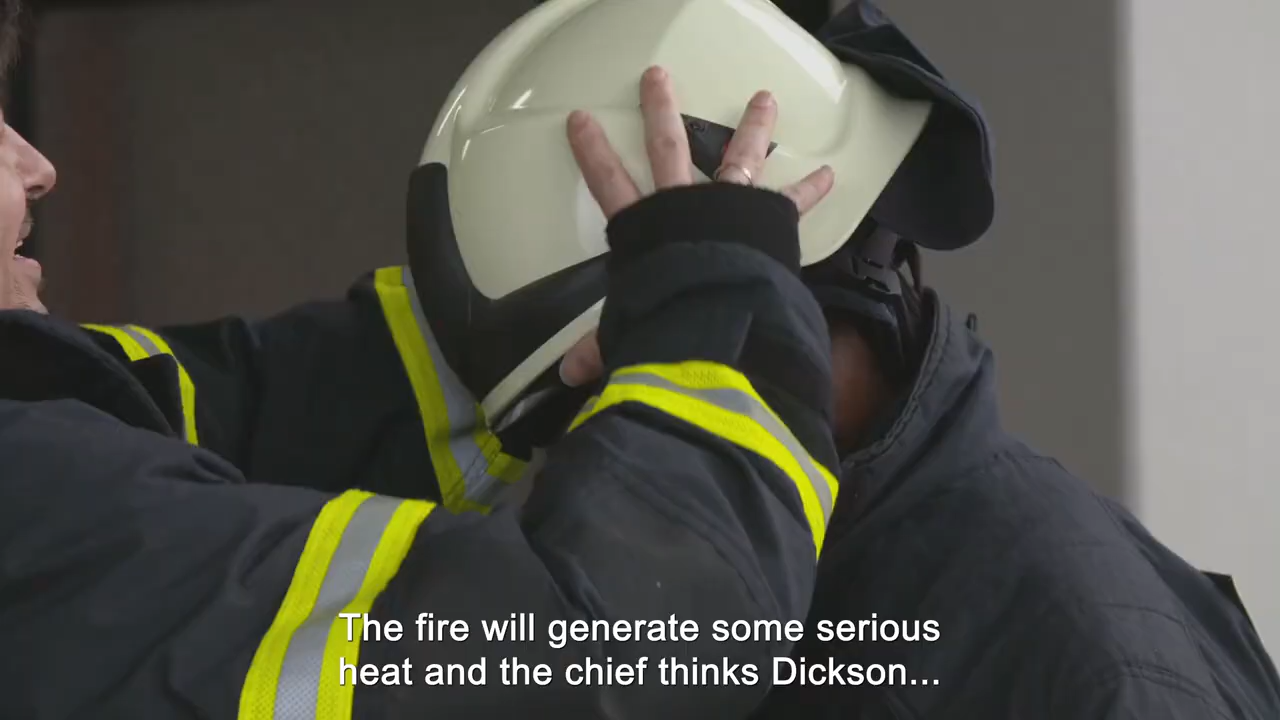 The fire will generate some serious
heat and the chief thinks Dickson...